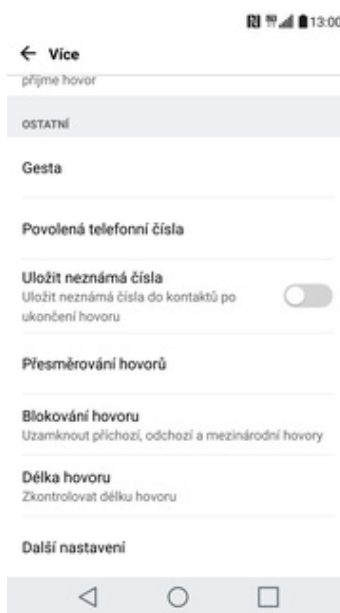 13:00
Více
přijme hovor
OSTATNÍ
Gesta
Povolená telefonní čísla
Uložit neznámá čísla
Uložit neznámá čísla do kontaktů po
ukončení hovoru
Přesměrování hovorů
Blokování hovoru
Uzamknout příchozí, odchozí a mezinárodní hovory
Délka hovoru
Zkontrolovat délku hovoru
Další nastavení